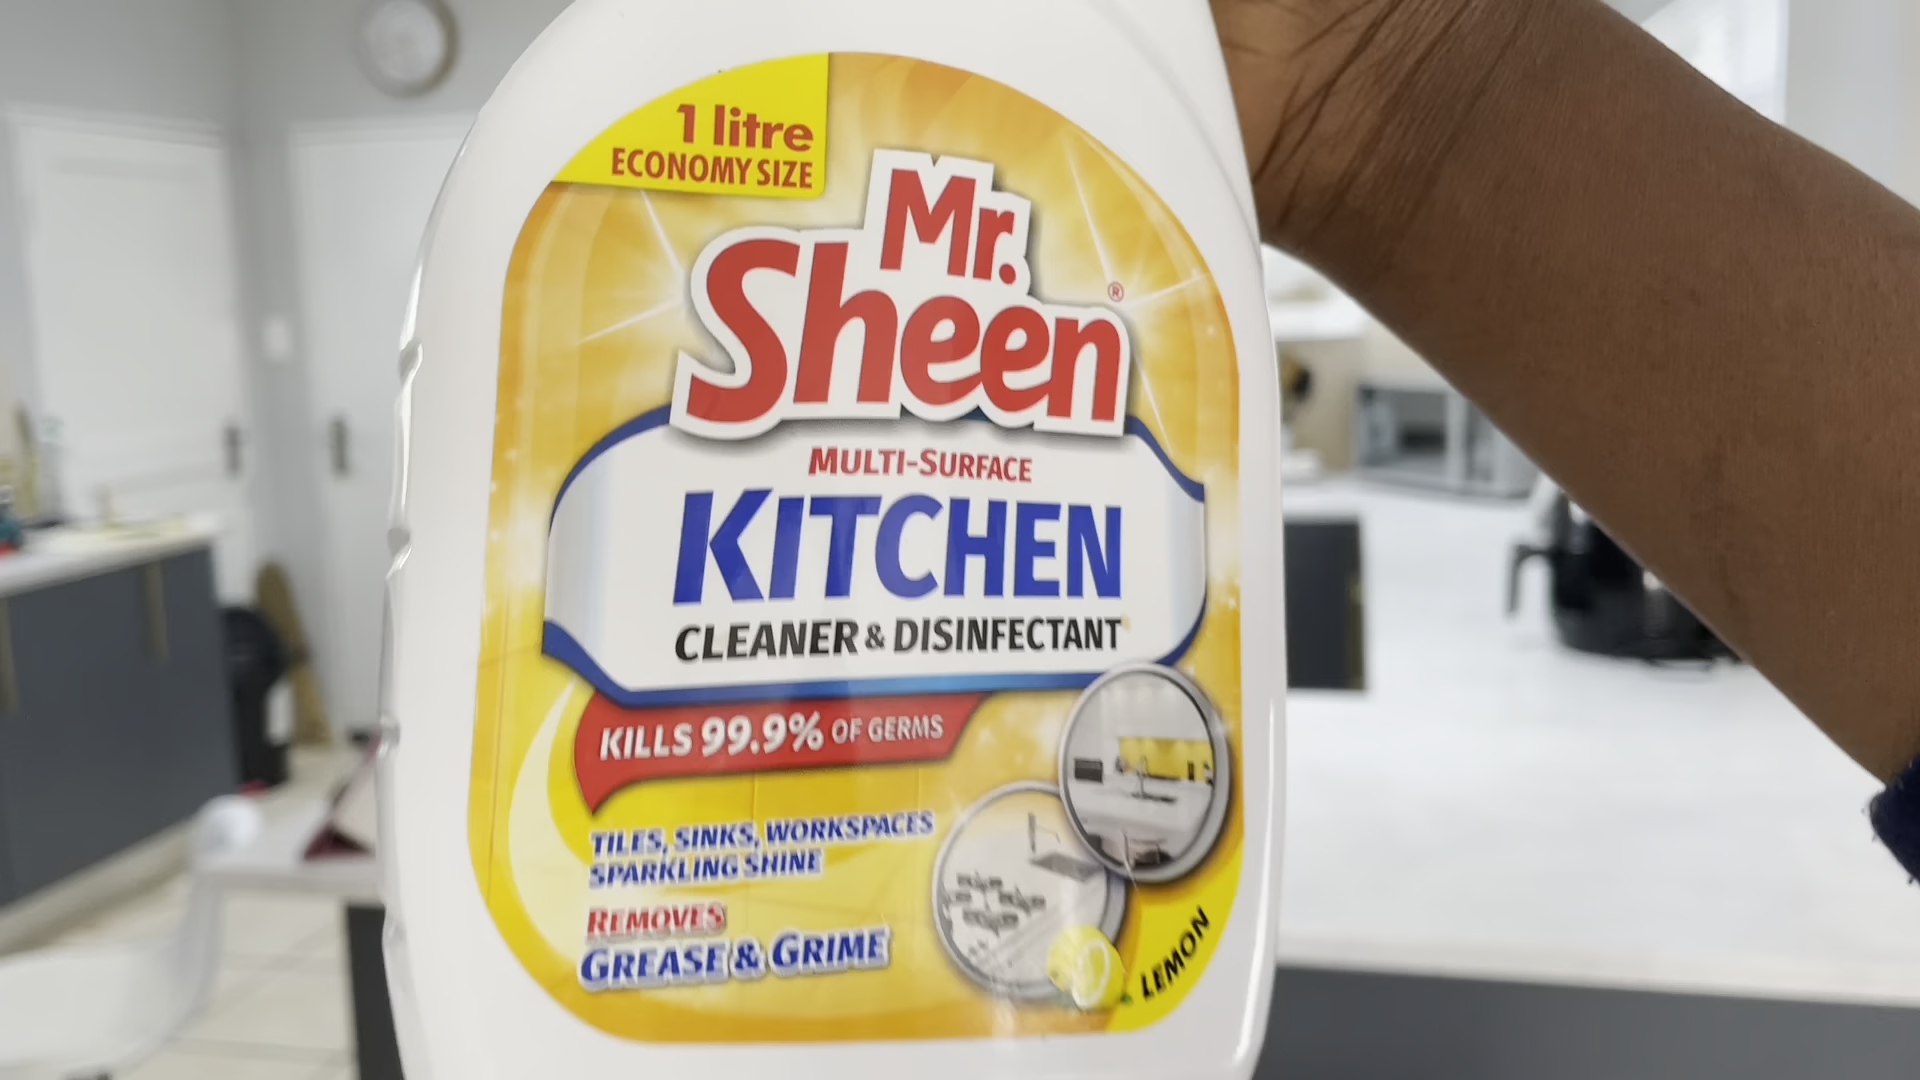 1 litre
ECONOMY SIZE
Mr.
Sheen®
MULTI-SURFACE
KITCHEN
CLEANER & DISINFECTANT
KILLS 99.9% OF GERMS
TILES, SINKS, WORKSPACES
SPARKLING SHINE
REMOVES
GREASE & GRIME
LEMON